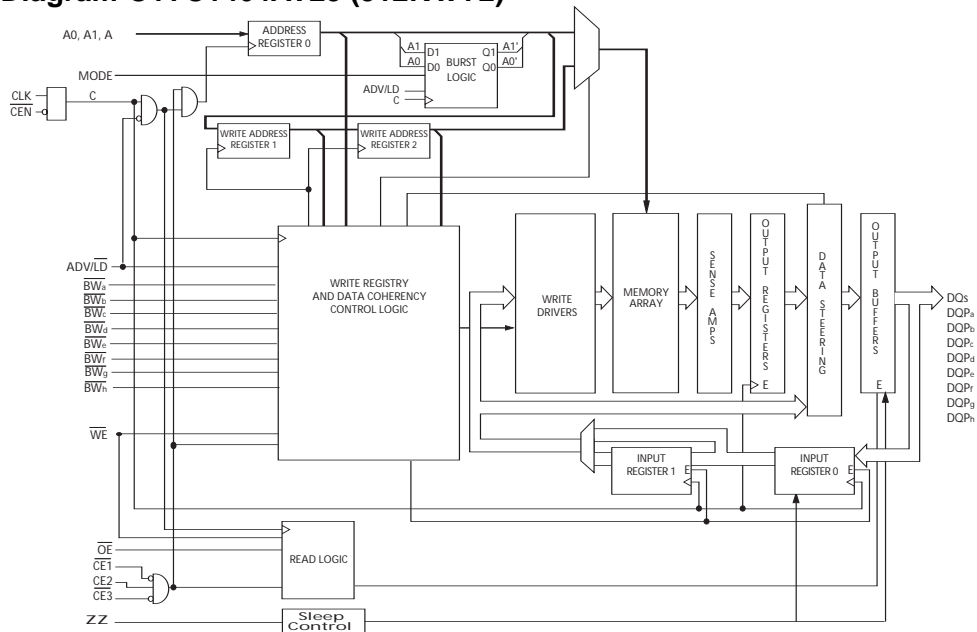 A0, A1, A
ADDRESS
REGISTER 0
A1 D1 Q1 A1'
A0 D0 Q0 A0'
BURST
LOGIC
MODE
ADV/LD
C
CLK
C
CEN
WRITE ADDRESS
REGISTER 1
WRITE ADDRESS
REGISTER 2
ADV/LD
BWa
BWb
BWc
BWd
BWe
BWf
BWg
BWh
WE
WRITE REGISTRY
AND DATA COHERENCY
CONTROL LOGIC
WRITE
DRIVERS
MEMORY
ARRAY
SENSE AMPS
OUTPUT REGISTERS
E
DATA STEERING
OUTPUT BUFFERS
E
DQs
DQPa
DQPb
DQPc
DQPd
DQPe
DQPf
DQPg
DQPh
INPUT
REGISTER 1
E
INPUT
REGISTER 0
E
OE
CE1
CE2
CE3
READ LOGIC
ZZ
Sleep
Control